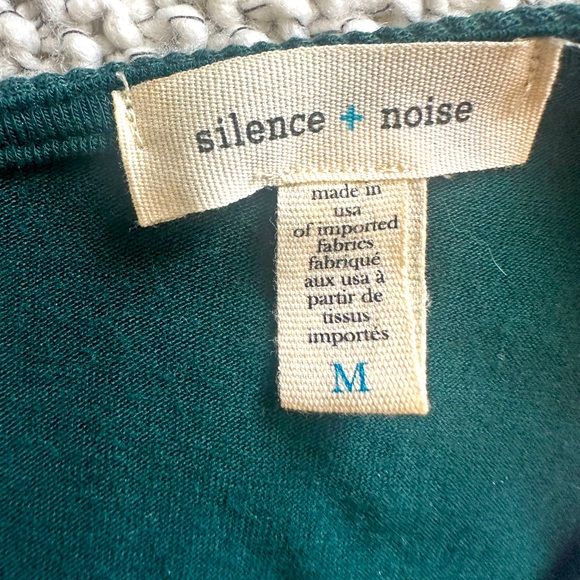 silence + noise
made in
usa
of imported
fabrics
fabriqué
aux usa à
partir de
tissus
importés
M